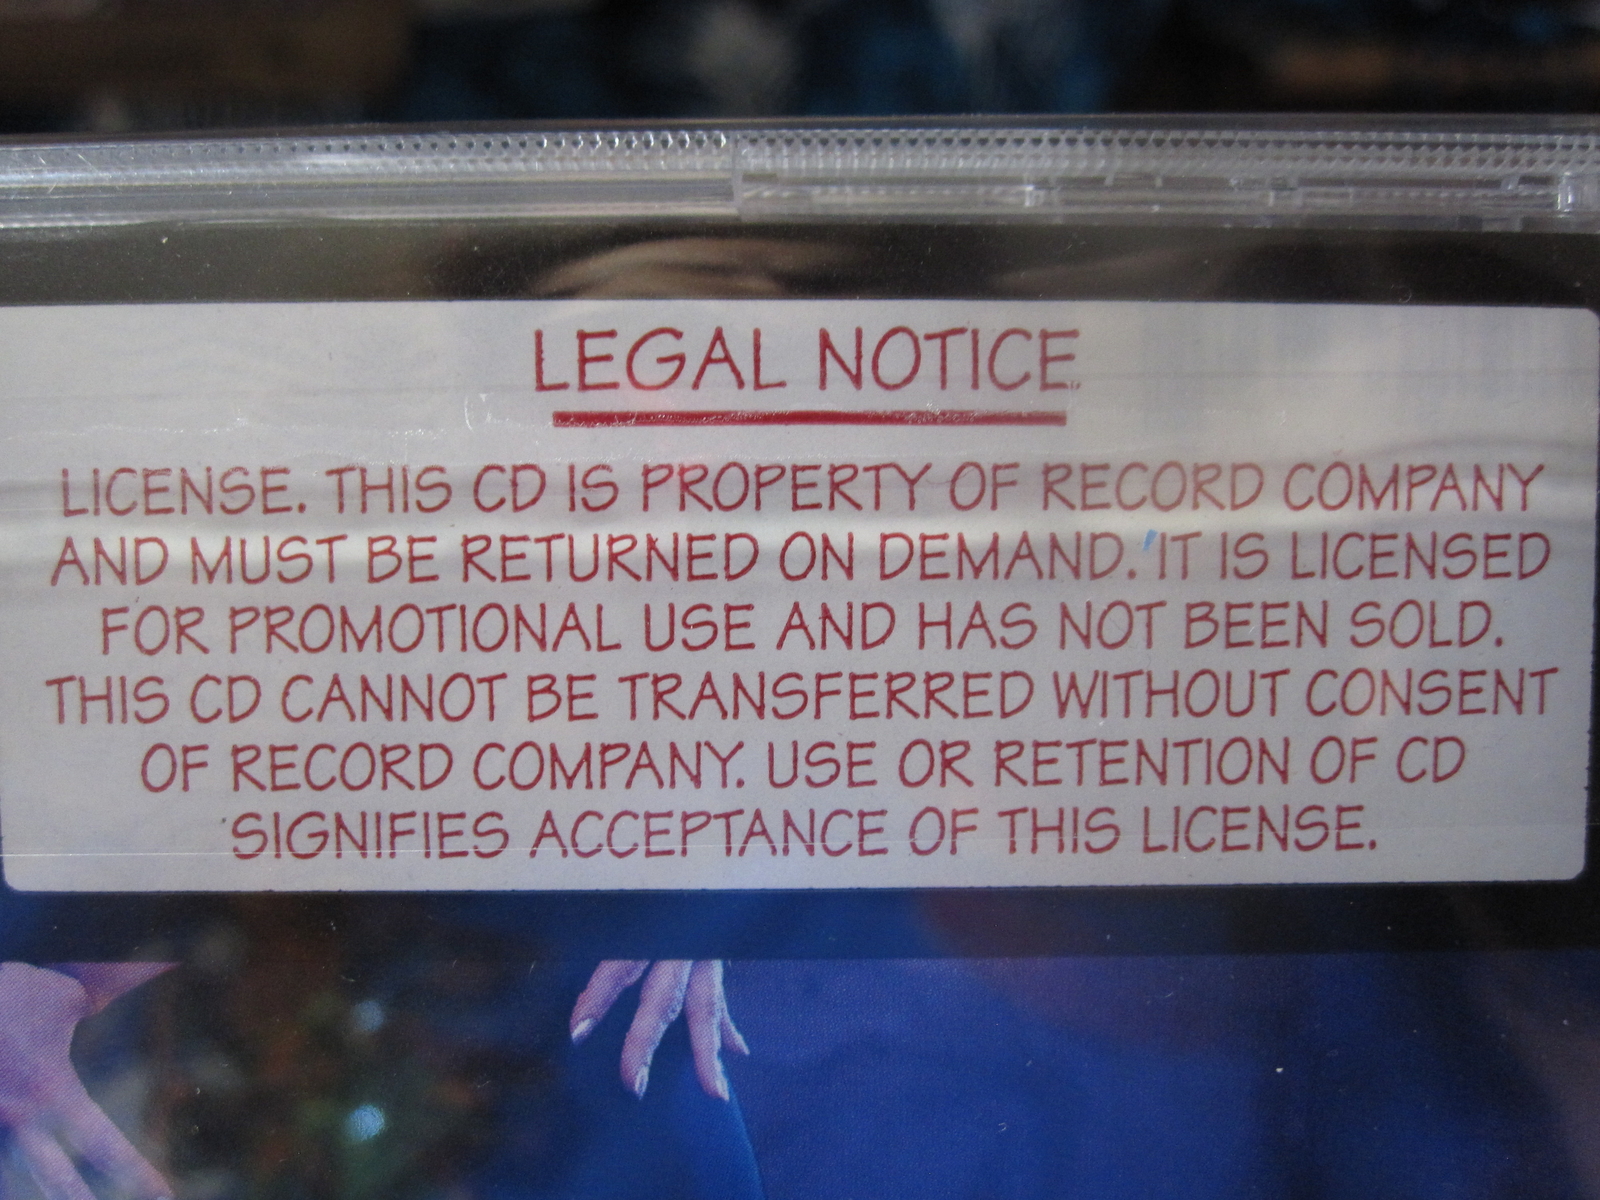 LEGAL NOTICE
LICENSE. THIS CD IS PROPERTY OF RECORD COMPANY
AND MUST BE RETURNED ON DEMAND. IT IS LICENSED
FOR PROMOTIONAL USE AND HAS NOT BEEN SOLD.
THIS CD CANNOT BE TRANSFERRED WITHOUT CONSENT
OF RECORD COMPANY. USE OR RETENTION OF CD
SIGNIFIES ACCEPTANCE OF THIS LICENSE.